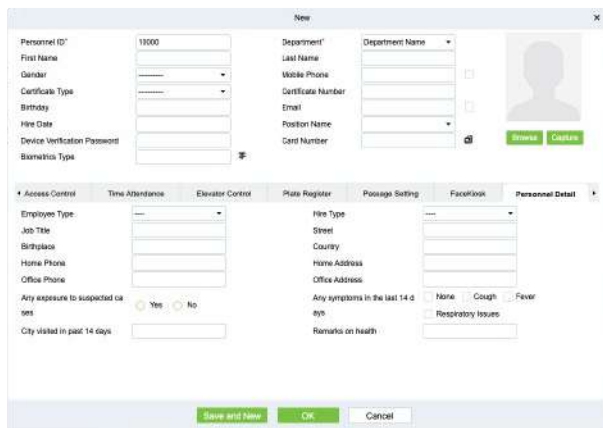 New ×
Personnel ID* 10000 Department* Department Name
First Name Last Name
Gender ---------- Mobile Phone
Certificate Type ---------- Certificate Number
Birthday Email
Hire Date Position Name
Device Verification Password Card Number Browse Capture
Biometrics Type
Access Control Time Attendance Elevator Control Plate Register Passage Setting FaceKiosk Personnel Detail
Employee Type ---- Hire Type ----
Job Title Street
Birthplace Country
Home Phone Home Address
Office Phone Office Address
Any exposure to suspected ca Yes No Any symptoms in the last 14 d None Cough Fever
ses ays Respiratory Issues
City visited in past 14 days Remarks on health
Save and New OK Cancel